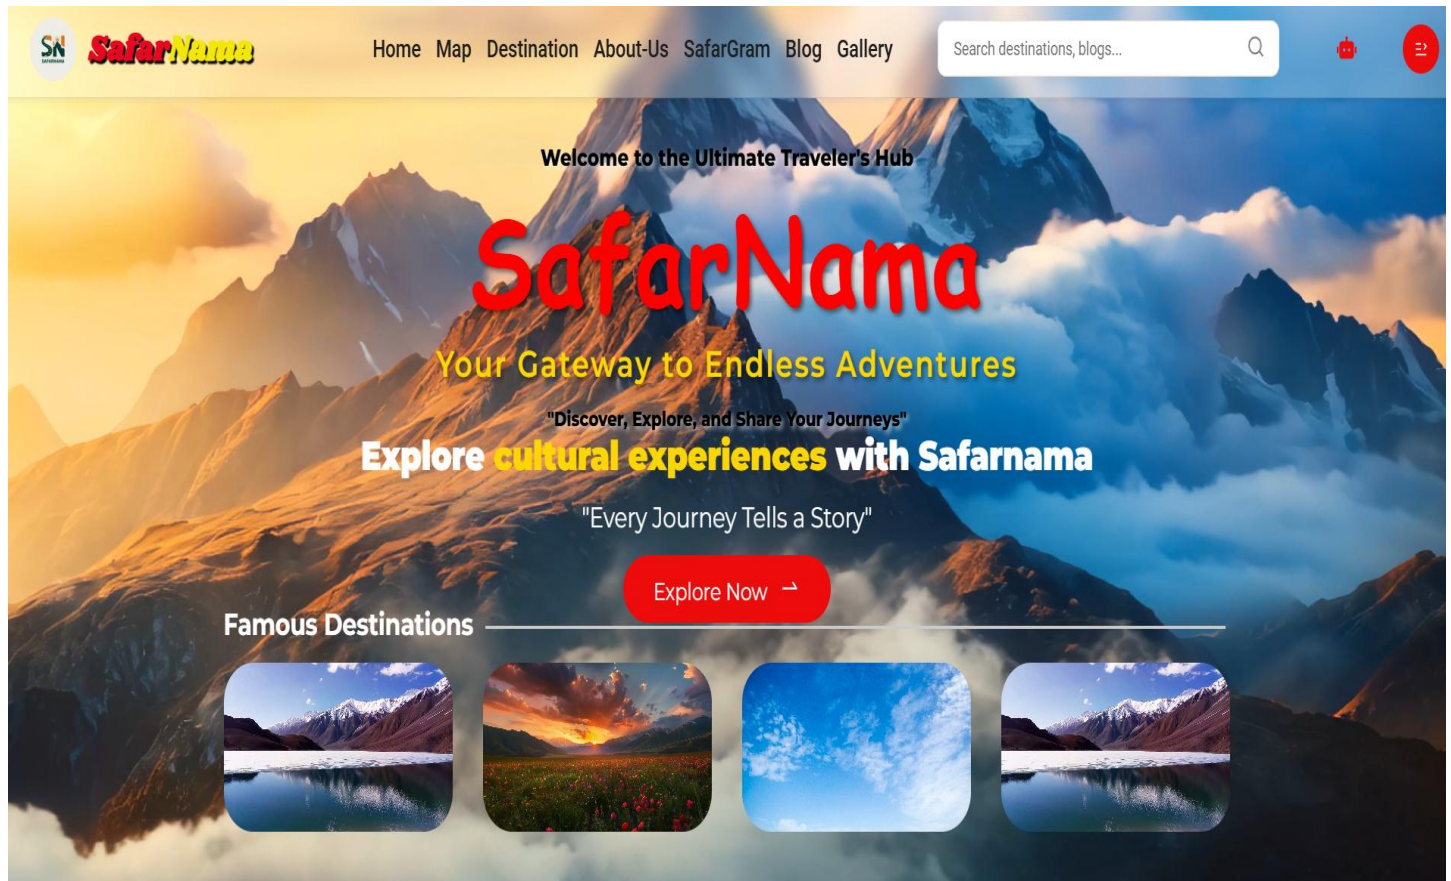 SN
SAFARNAMA
SafarNama
Home Map Destination About-Us SafarGram Blog Gallery
Search destinations, blogs...
Welcome to the Ultimate Traveler's Hub
SafarNama
Your Gateway to Endless Adventures
"Discover, Explore, and Share Your Journeys"
Explore cultural experiences with Safarnama
"Every Journey Tells a Story"
Explore Now
Famous Destinations